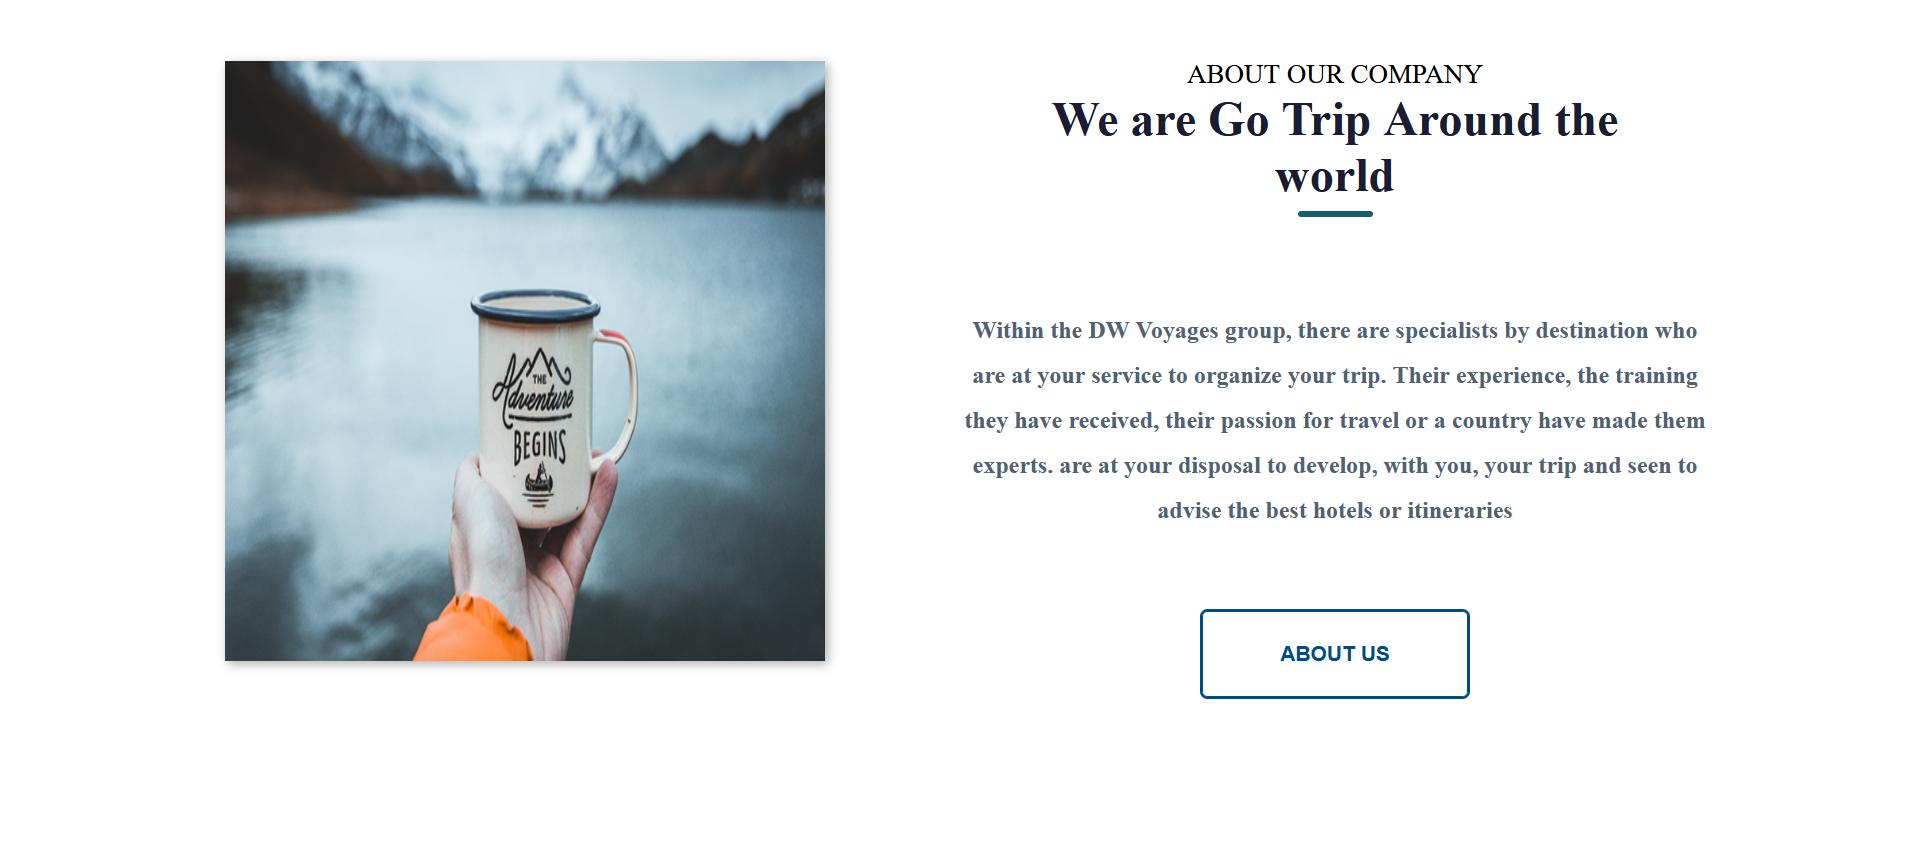 THE
Adventure
BEGINS
ABOUT OUR COMPANY
We are Go Trip Around the
world
Within the DW Voyages group, there are specialists by destination who
are at your service to organize your trip. Their experience, the training
they have received, their passion for travel or a country have made them
experts. are at your disposal to develop, with you, your trip and seen to
advise the best hotels or itineraries
ABOUT US